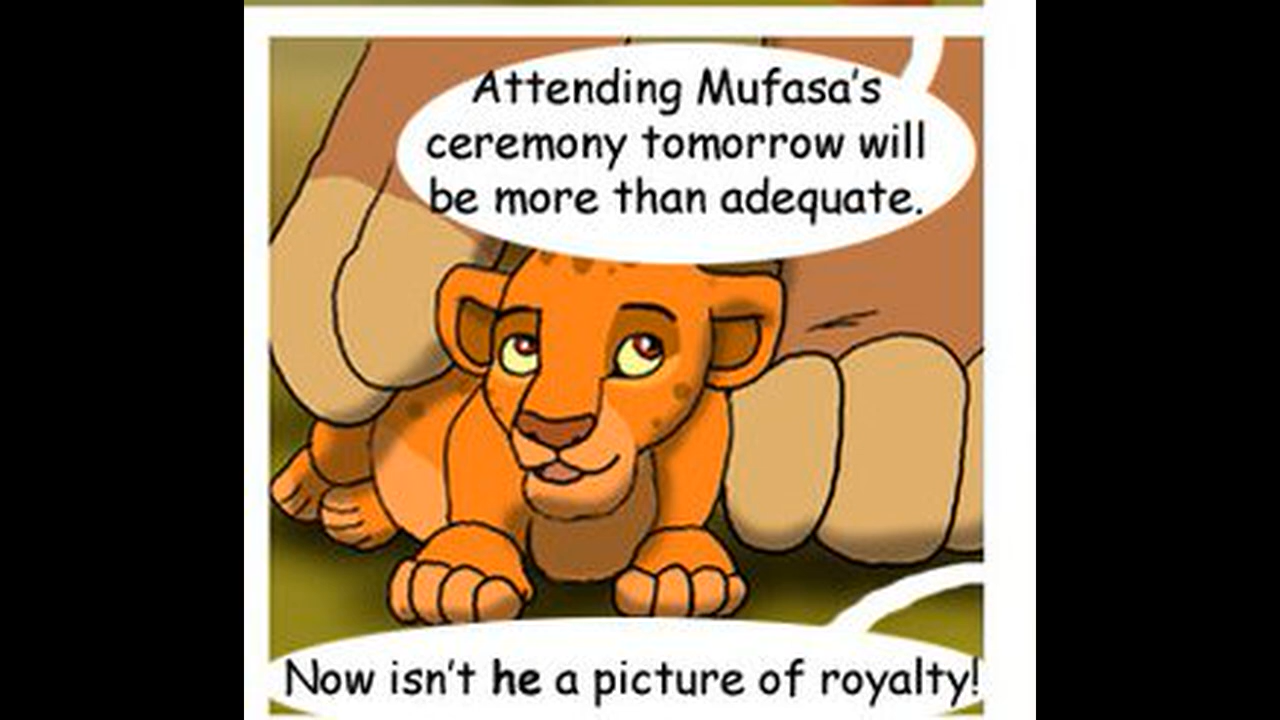 Attending Mufasa's
ceremony tomorrow will
be more than adequate.
Now isn't he a picture of royalty!